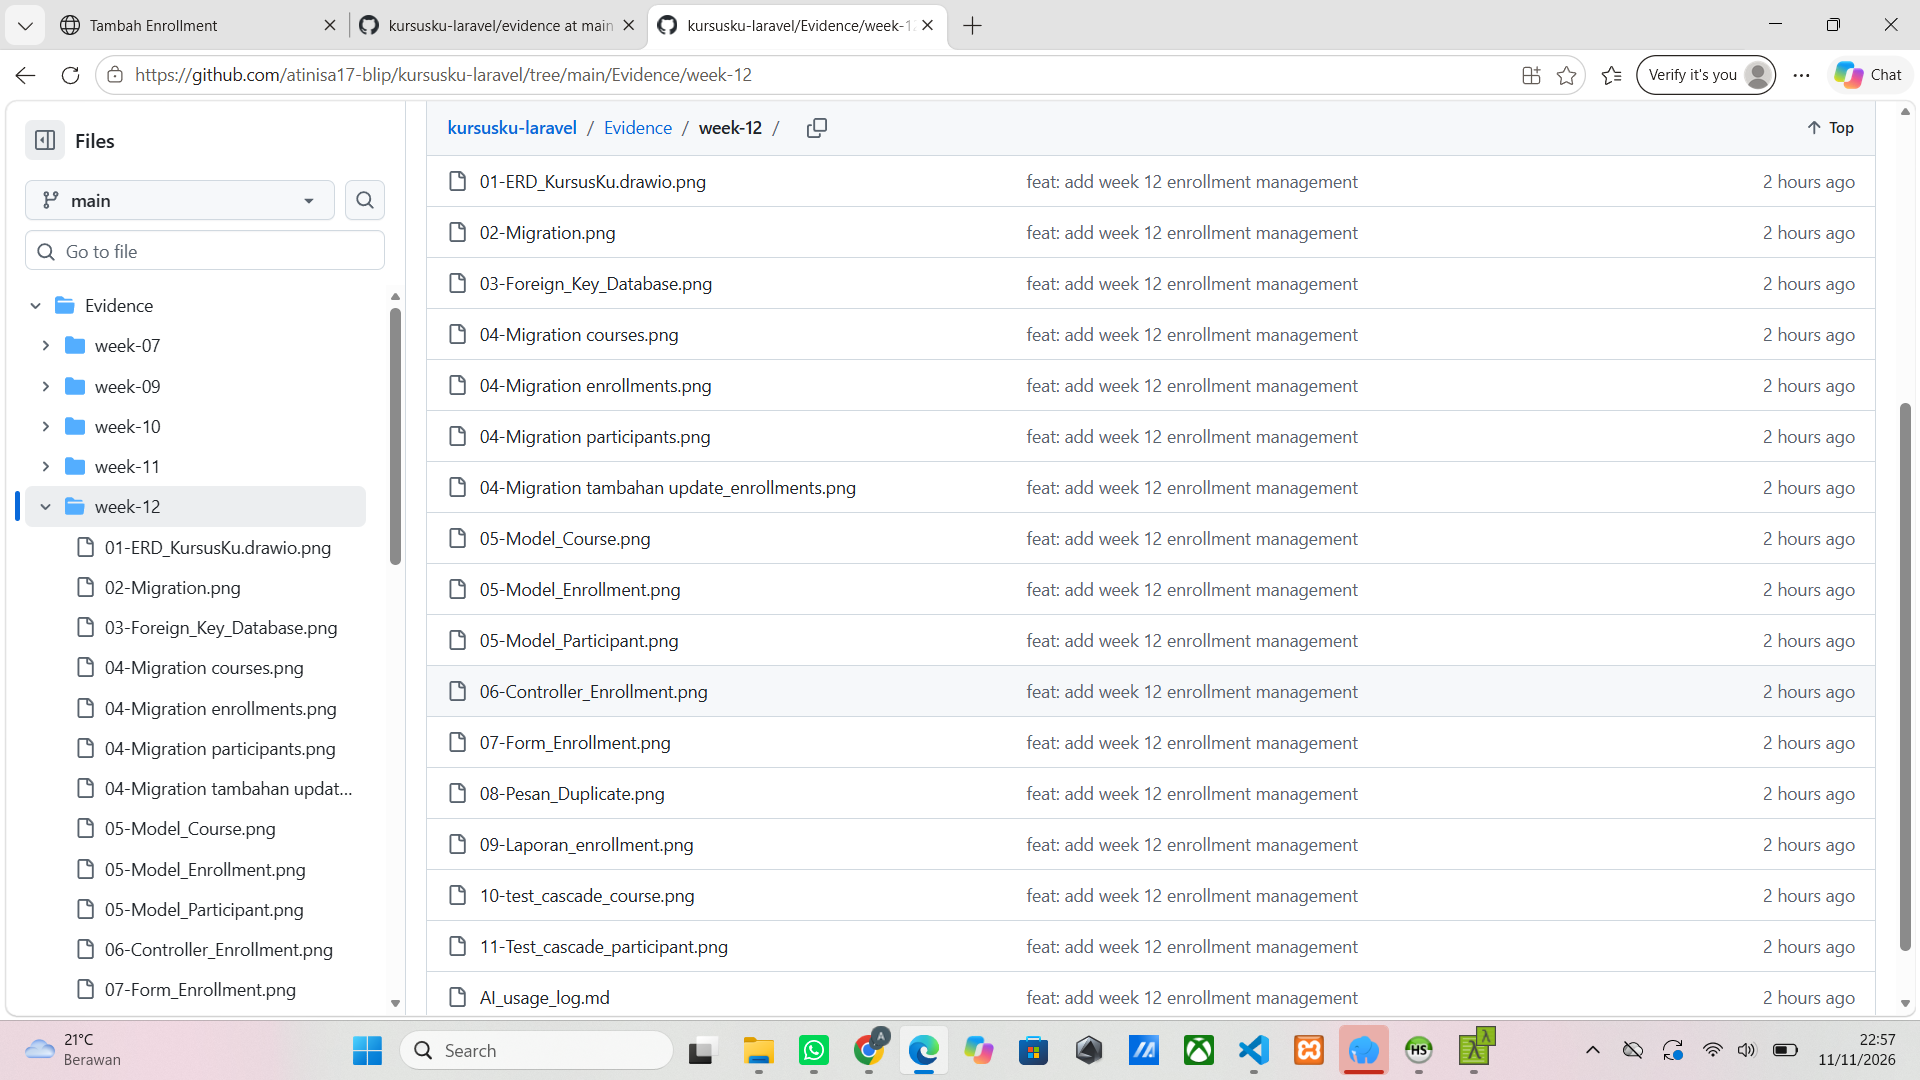 Tambah Enrollment
kursusku-laravel/evidence at main
kursusku-laravel/Evidence/week-12
https://github.com/atinisa17-blip/kursusku-laravel/tree/main/Evidence/week-12
Verify it's you
Chat
Files
main
Go to file
Evidence
week-07
week-09
week-10
week-11
week-12
01-ERD_KursusKu.drawio.png
02-Migration.png
03-Foreign_Key_Database.png
04-Migration courses.png
04-Migration enrollments.png
04-Migration participants.png
04-Migration tambahan updat...
05-Model_Course.png
05-Model_Enrollment.png
05-Model_Participant.png
06-Controller_Enrollment.png
07-Form_Enrollment.png
kursusku-laravel / Evidence / week-12 /
Top
01-ERD_KursusKu.drawio.png feat: add week 12 enrollment management 2 hours ago
02-Migration.png feat: add week 12 enrollment management 2 hours ago
03-Foreign_Key_Database.png feat: add week 12 enrollment management 2 hours ago
04-Migration courses.png feat: add week 12 enrollment management 2 hours ago
04-Migration enrollments.png feat: add week 12 enrollment management 2 hours ago
04-Migration participants.png feat: add week 12 enrollment management 2 hours ago
04-Migration tambahan update_enrollments.png feat: add week 12 enrollment management 2 hours ago
05-Model_Course.png feat: add week 12 enrollment management 2 hours ago
05-Model_Enrollment.png feat: add week 12 enrollment management 2 hours ago
05-Model_Participant.png feat: add week 12 enrollment management 2 hours ago
06-Controller_Enrollment.png feat: add week 12 enrollment management 2 hours ago
07-Form_Enrollment.png feat: add week 12 enrollment management 2 hours ago
08-Pesan_Duplicate.png feat: add week 12 enrollment management 2 hours ago
09-Laporan_enrollment.png feat: add week 12 enrollment management 2 hours ago
10-test_cascade_course.png feat: add week 12 enrollment management 2 hours ago
11-Test_cascade_participant.png feat: add week 12 enrollment management 2 hours ago
AI_usage_log.md feat: add week 12 enrollment management 2 hours ago
21°C
Berawan
Search
A
HS
22:57
11/11/2026